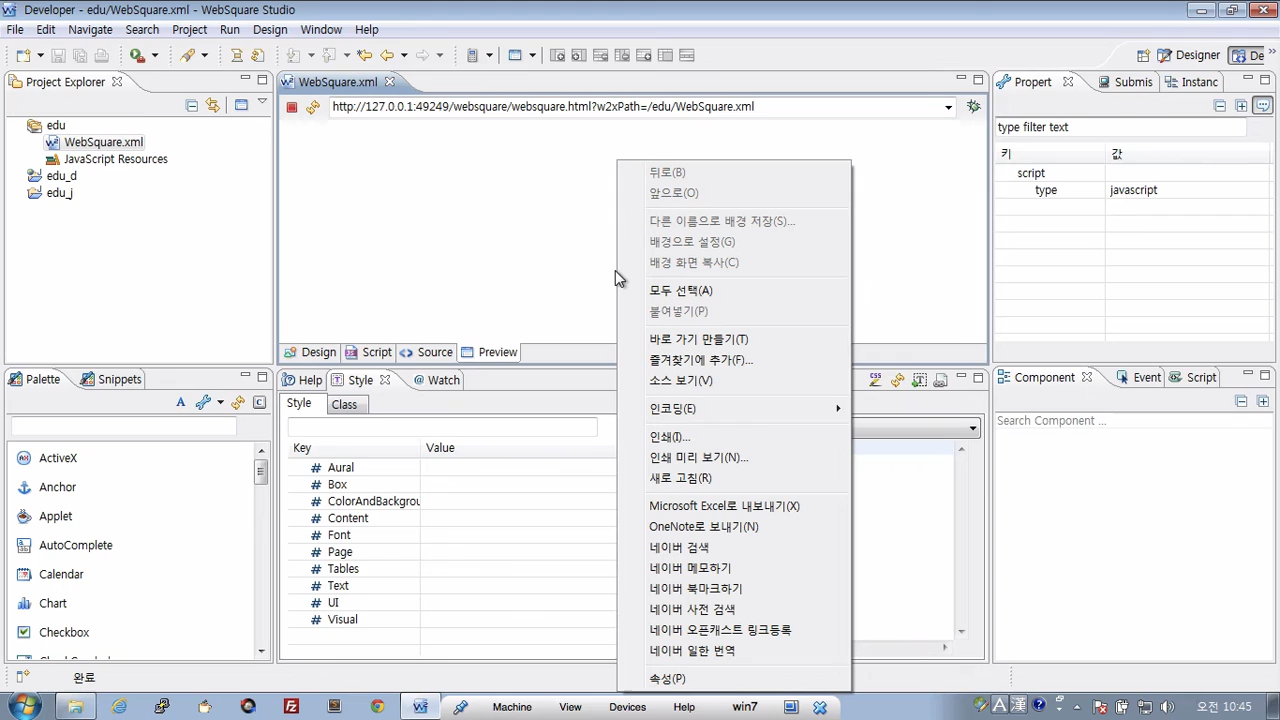 Developer - edu/WebSquare.xml - WebSquare Studio
File Edit Navigate Search Project Run Design Window Help
Designer De
Project Explorer
WebSquare.xml
Propert Submis Instanc
http://127.0.0.1:49249/websquare/websquare.html?w2xPath=/edu/WebSquare.xml
edu
WebSquare.xml
JavaScript Resources
edu_d
edu_j
type filter text
키 값
script
type javascript
뒤로(B)
앞으로(O)
다른 이름으로 배경 저장(S)...
배경으로 설정(G)
배경 화면 복사(C)
모두 선택(A)
붙여넣기(P)
바로 가기 만들기(T)
즐겨찾기에 추가(F)...
소스 보기(V)
인코딩(E)
인쇄(I)...
인쇄 미리 보기(N)...
새로 고침(R)
Microsoft Excel로 내보내기(X)
OneNote로 보내기(N)
네이버 검색
네이버 메모하기
네이버 북마크하기
네이버 사전 검색
네이버 오픈캐스트 링크등록
네이버 일한 번역
속성(P)
Design Script Source Preview
Palette Snippets
Help Style Watch
CSS
Component Event Script
Style Class
Search Component ...
Key Value
Aural
Box
ColorAndBackgrou
Content
Font
Page
Tables
Text
UI
Visual
ActiveX
Anchor
Applet
AutoComplete
Calendar
Chart
Checkbox
완료
Machine View Devices Help win7
A 漢
오전 10:45